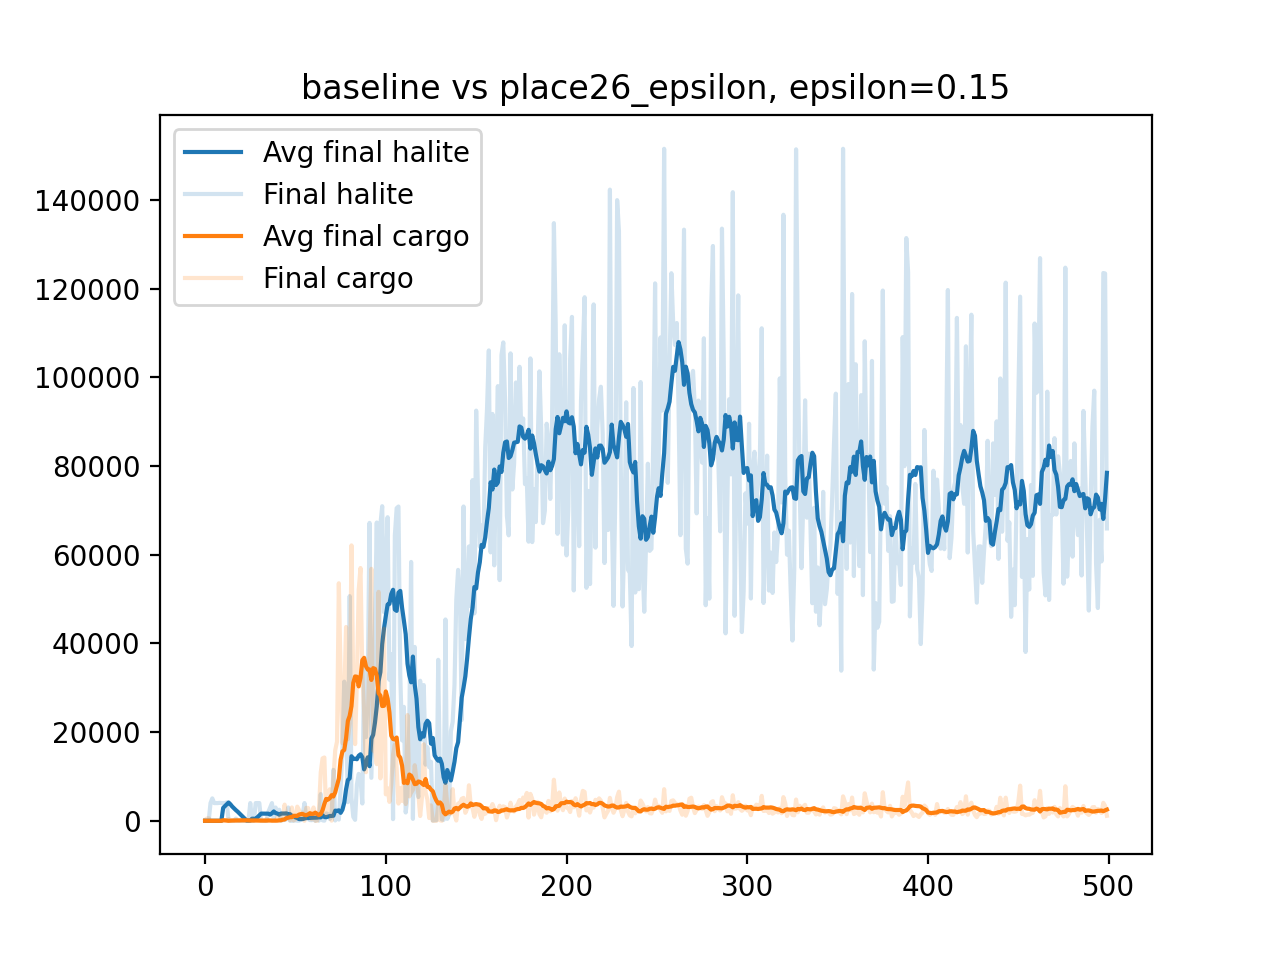 baseline vs place26_epsilon, epsilon=0.15
Avg final halite
Final halite
Avg final cargo
Final cargo
140000
120000
100000
80000
60000
40000
20000
0
0 100 200 300 400 500